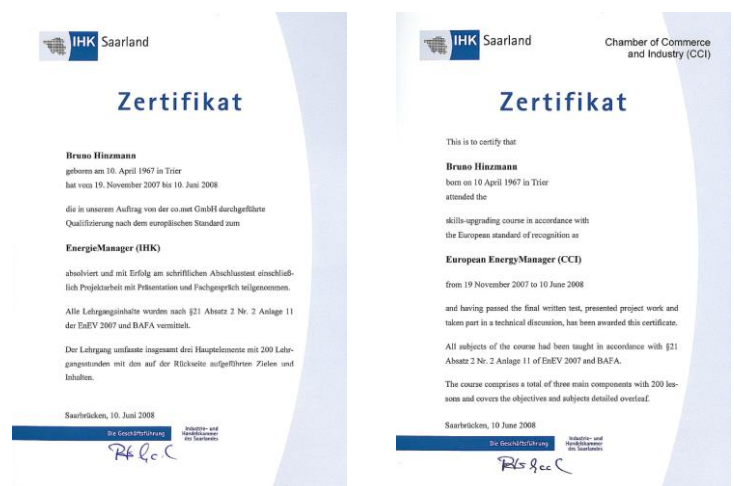 IHK Saarland
Zertifikat
Bruno Hinzmann
geboren am 10. April 1967 in Trier
hat vom 19. November 2007 bis 10. Juni 2008
die in unserem Auftrag von der co.met GmbH durchgeführte
Qualifizierung nach dem europäischen Standard zum
EnergieManager (IHK)
absolviert und mit Erfolg am schriftlichen Abschlusstest einschließ-
lich Projektarbeit mit Präsentation und Fachgespräch teilgenommen.
Alle Lehrgangsinhalte wurden nach §21 Absatz 2 Nr. 2 Anlage 11
der EnEV 2007 und BAFA vermittelt.
Der Lehrgang umfasste insgesamt drei Hauptelemente mit 200 Lehr-
gangsstunden mit den auf der Rückseite aufgeführten Zielen und
Inhalten.
Saarbrücken, 10. Juni 2008
Die Geschäftsführung
Industrie- und
Handelskammer
des Saarlandes
IHK Saarland
Chamber of Commerce
and Industry (CCI)
Zertifikat
This is to certify that
Bruno Hinzmann
born on 10 April 1967 in Trier
attended the
skills-upgrading course in accordance with
the European standard of recognition as
European EnergyManager (CCI)
from 19 November 2007 to 10 June 2008
and having passed the final written test, presented project work and
taken part in a technical discussion, has been awarded this certificate.
All subjects of the course had been taught in accordance with §21
Absatz 2 Nr. 2 Anlage 11 of EnEV 2007 and BAFA.
The course comprises a total of three main components with 200 les-
sons and covers the objectives and subjects detailed overleaf.
Saarbrücken, 10 June 2008
Die Geschäftsführung
Industrie- und
Handelskammer
des Saarlandes